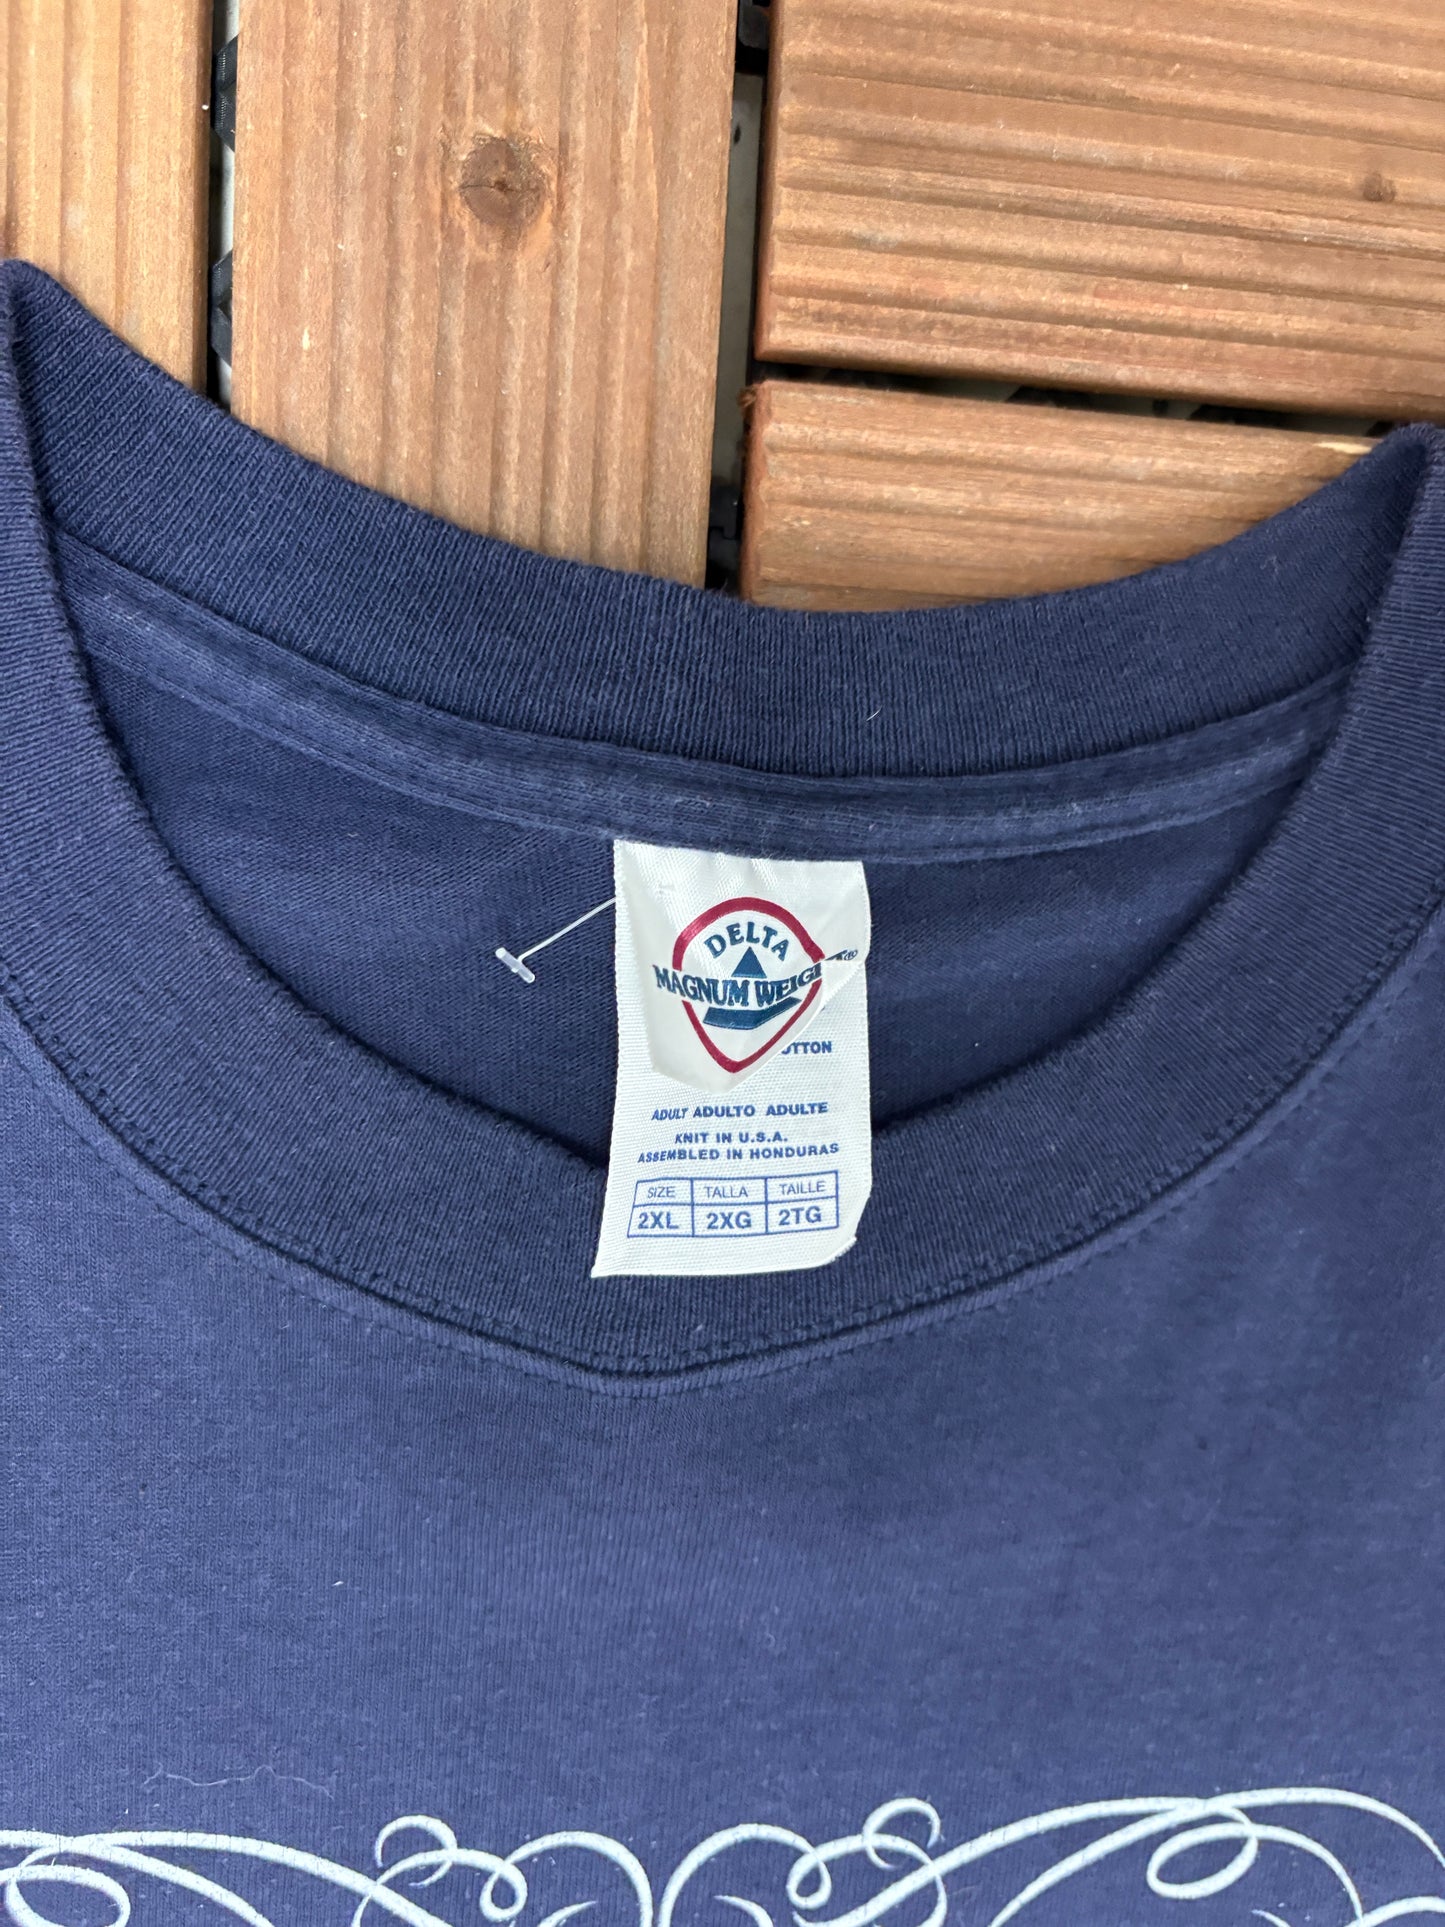 DELTA
MAGNUM WEIGHT®
ADULT ADULTO ADULTE
KNIT IN U.S.A.
ASSEMBLED IN HONDURAS
SIZE TALLA TAILLE
2XL 2XG 2TG